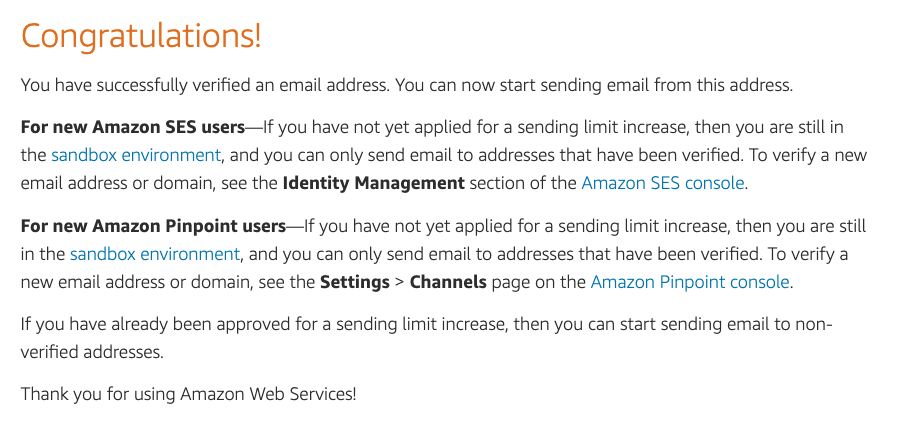 Congratulations!
You have successfully verified an email address. You can now start sending email from this address.
For new Amazon SES users—If you have not yet applied for a sending limit increase, then you are still in
the sandbox environment, and you can only send email to addresses that have been verified. To verify a new
email address or domain, see the Identity Management section of the Amazon SES console.
For new Amazon Pinpoint users—If you have not yet applied for a sending limit increase, then you are still
in the sandbox environment, and you can only send email to addresses that have been verified. To verify a
new email address or domain, see the Settings > Channels page on the Amazon Pinpoint console.
If you have already been approved for a sending limit increase, then you can start sending email to non-
verified addresses.
Thank you for using Amazon Web Services!